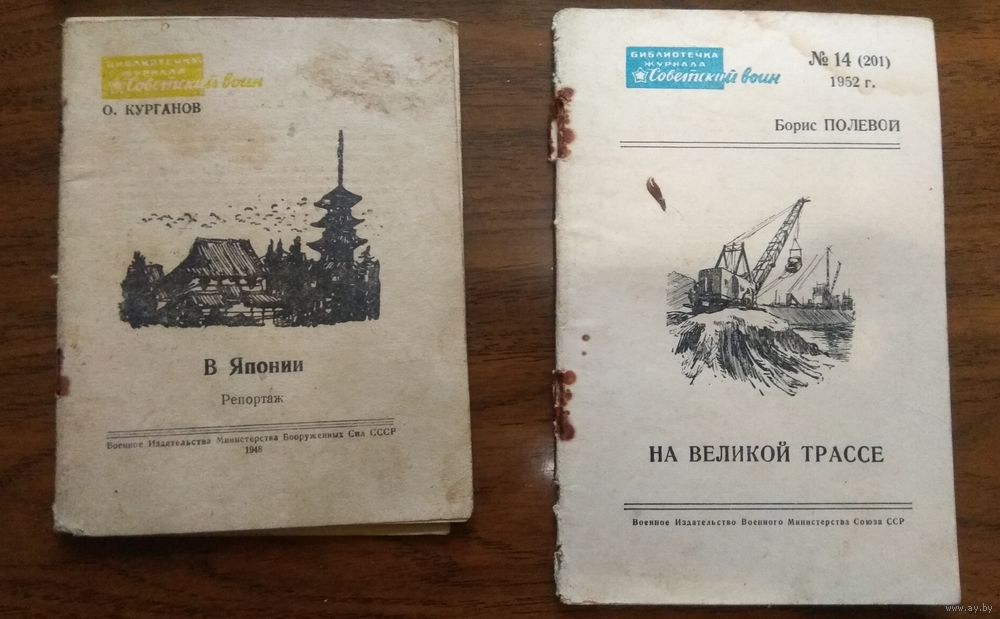 БИБЛИОТЕЧКА
ЖУРНАЛА
Советский воин
О. КУРГАНОВ
В Японии
Репортаж
Военное Издательства Министерства Вооруженных Сил СССР
1948
БИБЛИОТЕЧКА
ЖУРНАЛА
Советский воин
№ 14 (201)
1952 г.
Борис ПОЛЕВОЙ
НА ВЕЛИКОЙ ТРАССЕ
Военное Издательство Военного Министерства Союза ССР
www.ay.by